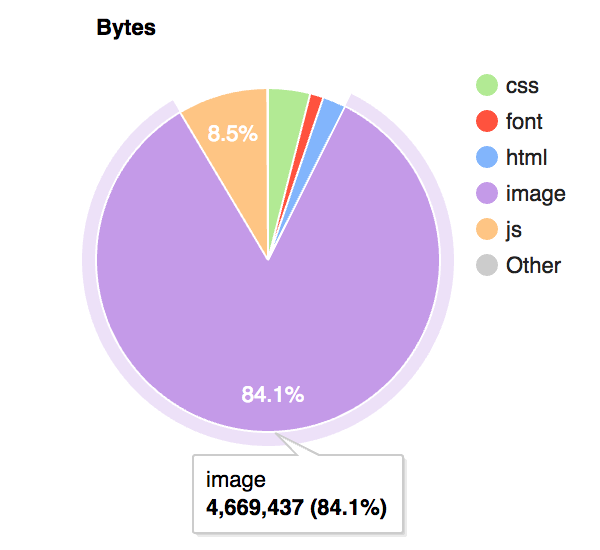 Bytes
css
font
html
image
js
Other
8.5%
84.1%
image
4,669,437 (84.1%)